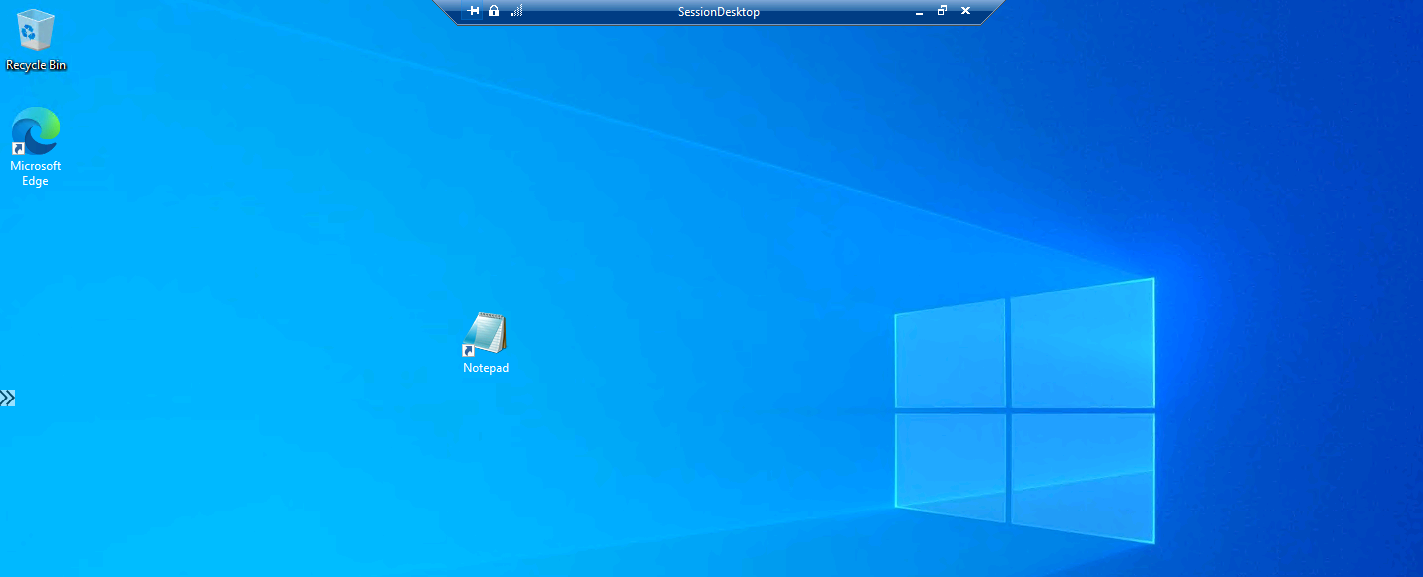 SessionDesktop
Recycle Bin
Microsoft
Edge
Notepad